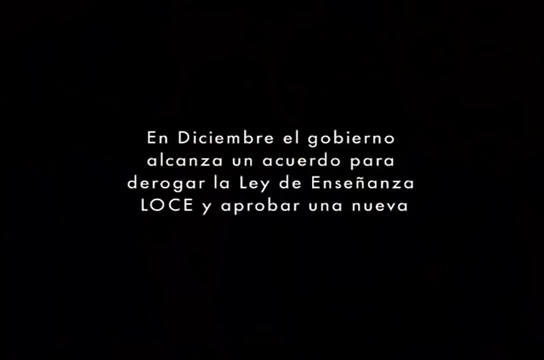 En Diciembre el gobierno
alcanza un acuerdo para
derogar la Ley de Enseñanza
LOCE y aprobar una nueva